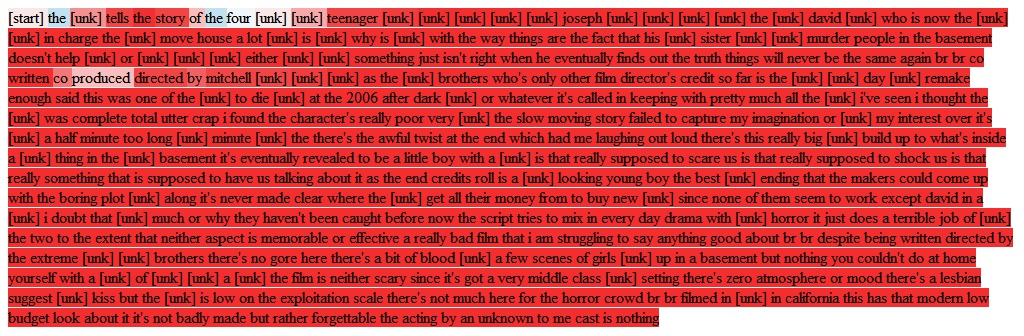 [start] the [unk] tells the story of the four [unk] [unk] teenager [unk] [unk] [unk] [unk] [unk] joseph [unk] [unk] [unk] [unk] the [unk] david [unk] who is now the [unk]
[unk] in charge the [unk] move house a lot [unk] is [unk] why is [unk] with the way things are the fact that his [unk] sister [unk] [unk] murder people in the basement
doesn't help [unk] or [unk] [unk] either [unk] [unk] something just isn't right when he eventually finds out the truth things will never be the same again br br co
written co produced directed by mitchell [unk] [unk] [unk] as the [unk] brothers who's only other film director's credit so far is the [unk] [unk] day [unk] remake
enough said this was one of the [unk] to die [unk] at the 2006 after dark [unk] or whatever it's called in keeping with pretty much all the [unk] i've seen i thought the
[unk] was complete total utter crap i found the character's really poor very [unk] the slow moving story failed to capture my imagination or [unk] my interest over it's
[unk] a half minute too long [unk] minute [unk] the there's the awful twist at the end which had me laughing out loud there's this really big [unk] build up to what's inside
a [unk] thing in the [unk] basement it's eventually revealed to be a little boy with a [unk] is that really supposed to scare us is that really supposed to shock us is that
really something that is supposed to have us talking about it as the end credits roll is a [unk] looking young boy the best [unk] ending that the makers could come up
with the boring plot [unk] along it's never made clear where the [unk] get all their money from to buy new [unk] since none of them seem to work except david in a
[unk] i doubt that [unk] much or why they haven't been caught before now the script tries to mix in every day drama with [unk] horror it just does a terrible job of [unk]
the two to the extent that neither aspect is memorable or effective a really bad film that i am struggling to say anything good about br br despite being written directed by
the extreme [unk] [unk] brothers there's no gore here there's a bit of blood [unk] a few scenes of girls [unk] up in a basement but nothing you couldn't do at home
yourself with a [unk] of [unk] [unk] a [unk] the film is neither scary since it's got a very middle class [unk] setting there's zero atmosphere or mood there's a lesbian
suggest [unk] kiss but the [unk] is low on the exploitation scale there's not much here for the horror crowd br br filmed in [unk] in california this has that modern low
budget look about it it's not badly made but rather forgettable the acting by an unknown to me cast is nothing